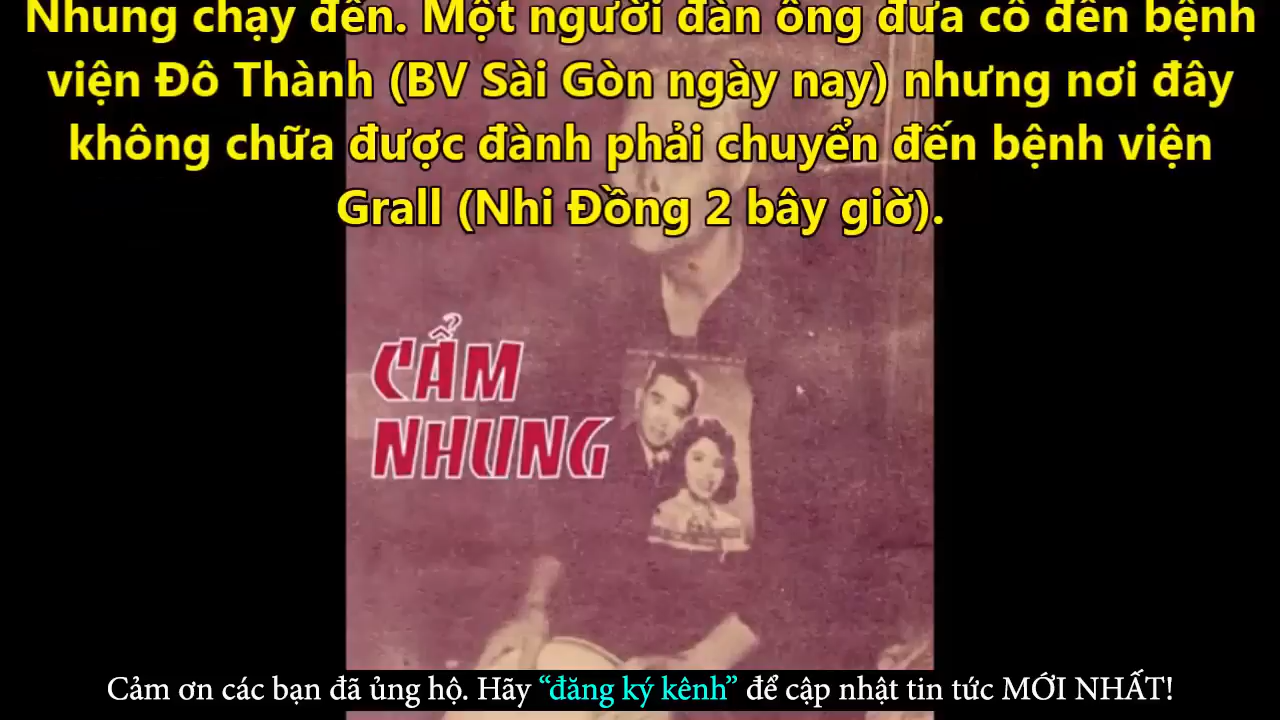 Nhung chạy đến. Một người đàn ông đưa cô đến bệnh
viện Đô Thành (BV Sài Gòn ngày nay) nhưng nơi đây
không chữa được đành phải chuyển đến bệnh viện
Grall (Nhi Đồng 2 bây giờ).
CẨM
NHUNG
Cảm ơn các bạn đã ủng hộ. Hãy “đăng ký kênh” để cập nhật tin tức MỚI NHẤT!